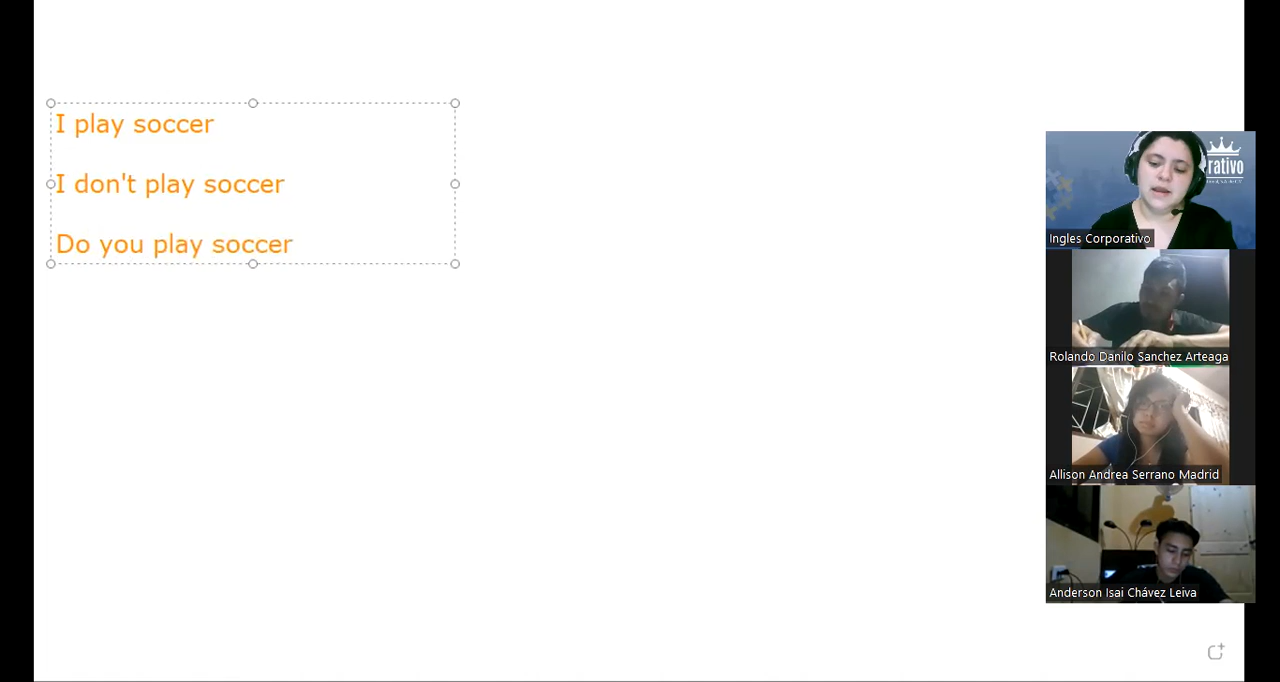 I play soccer
I don't play soccer
Do you play soccer
rativo
Ingles Corporativo
Rolando Danilo Sanchez Arteaga
Allison Andrea Serrano Madrid
Anderson Isai Chávez Leiva